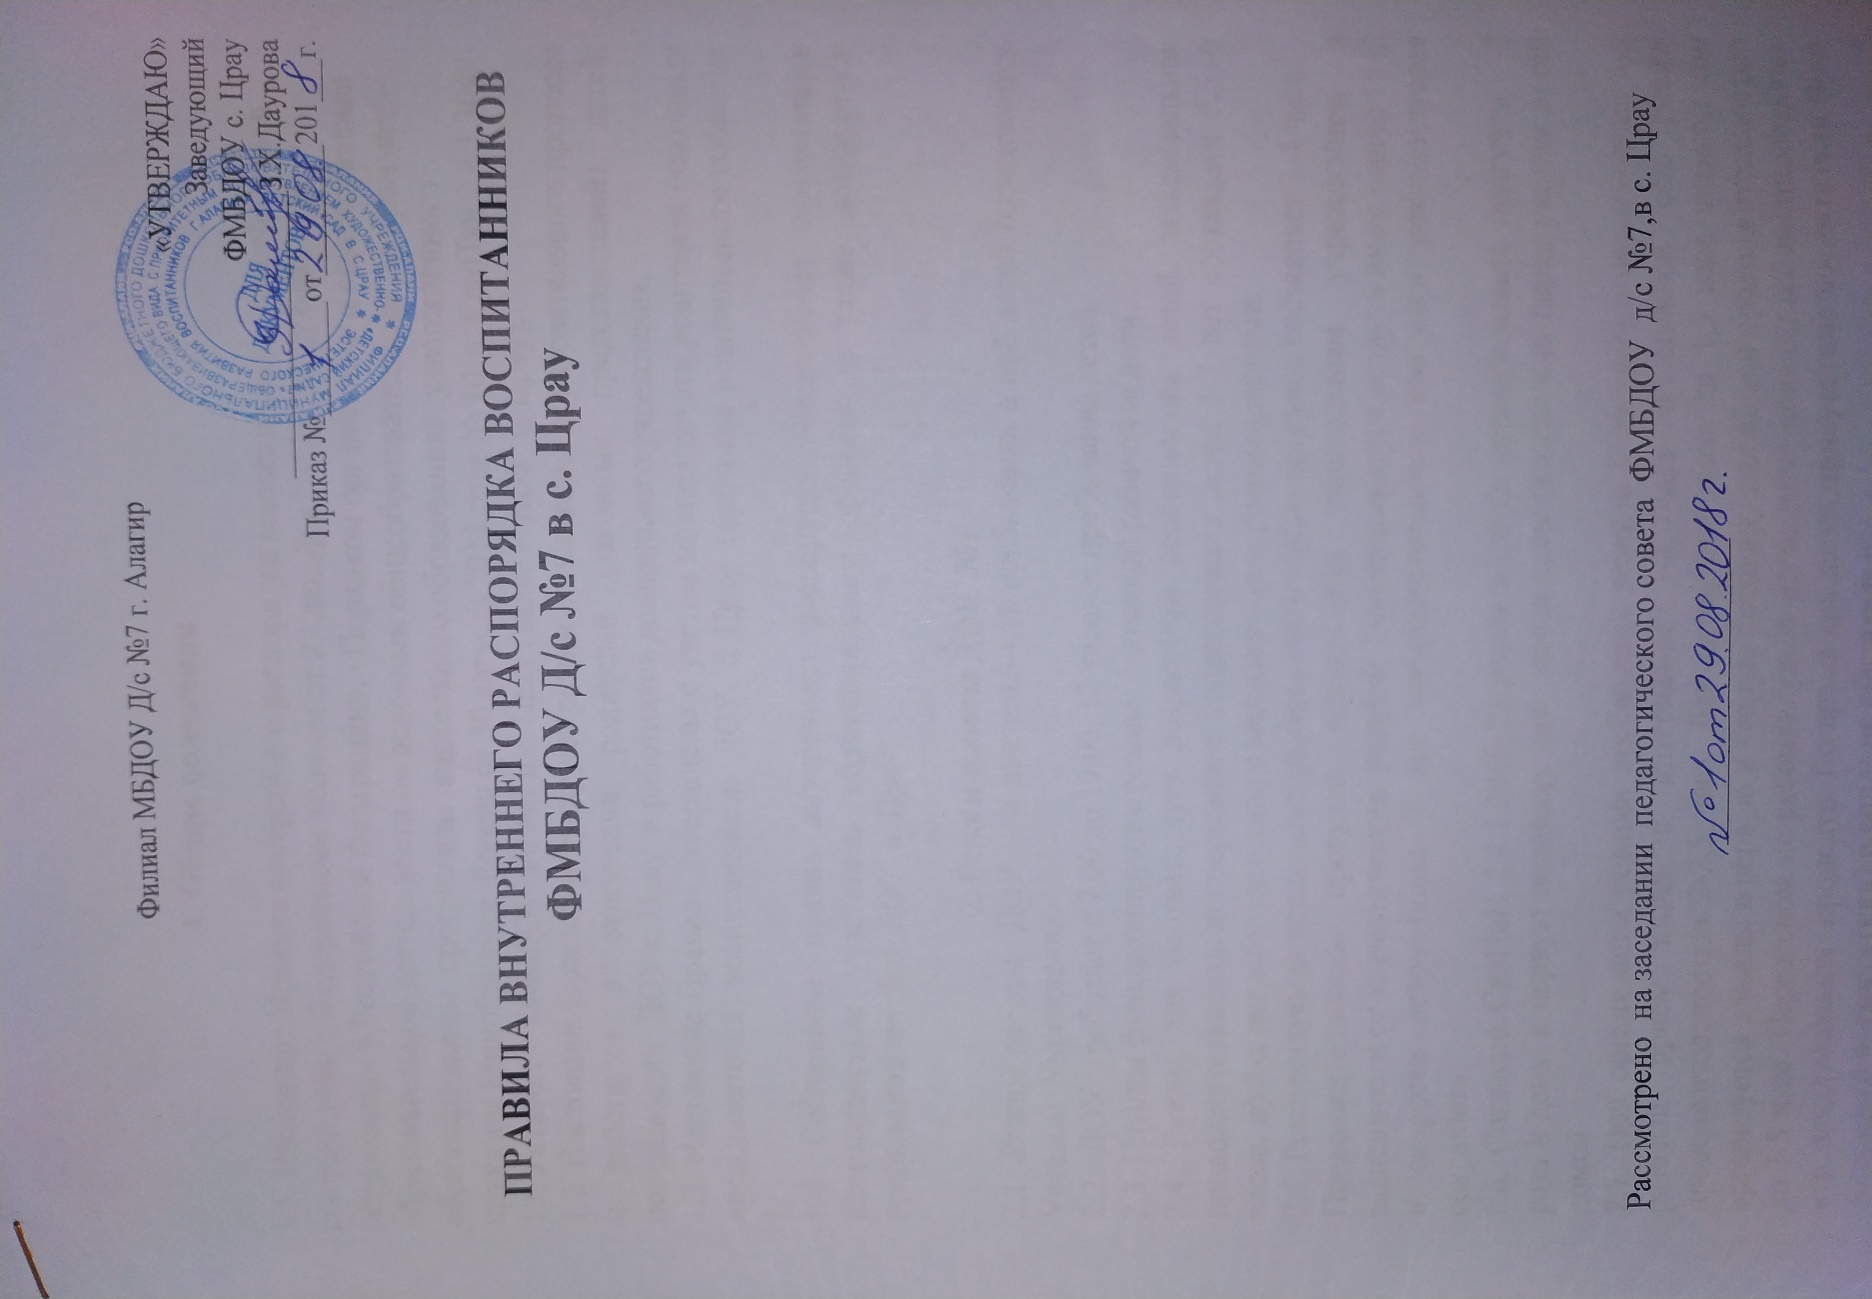 Филиал МБДОУ Д/с №7 г. Алагир
«УТВЕРЖДАЮ»
Заведующий
ФМБДОУ с. Црау
З.Х.Даурова
Приказ № 1 от 29.08. 2018 г.
ПРАВИЛА ВНУТРЕННЕГО РАСПОРЯДКА ВОСПИТАННИКОВ
ФМБДОУ Д/с №7 в с. Црау
Рассмотрено на заседании педагогического совета ФМБДОУ д/с №7,в с. Црау
№1 от 29.08.2018г.